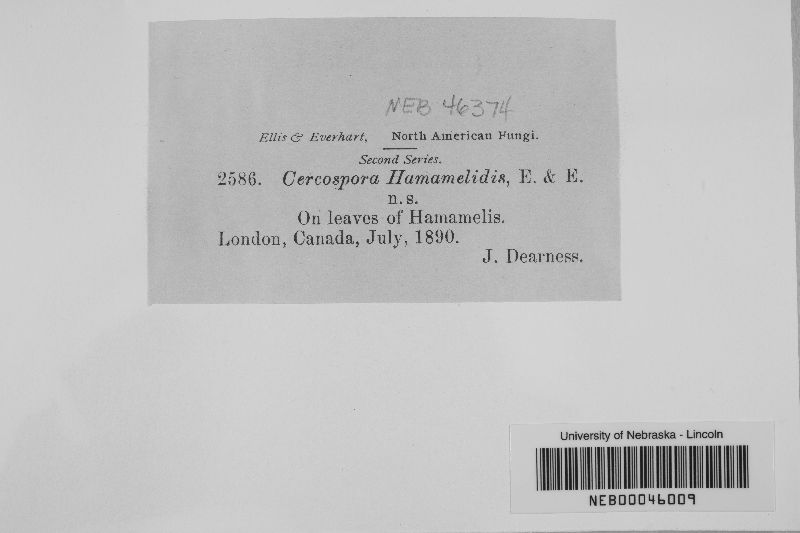 NEB 46374
Ellis & Everhart, North American Fungi.
Second Series.
2586. Cercospora Hamamelidis, E. & E.
n. s.
On leaves of Hamamelis.
London, Canada, July, 1890.
J. Dearness.
University of Nebraska - Lincoln
NEB00046009